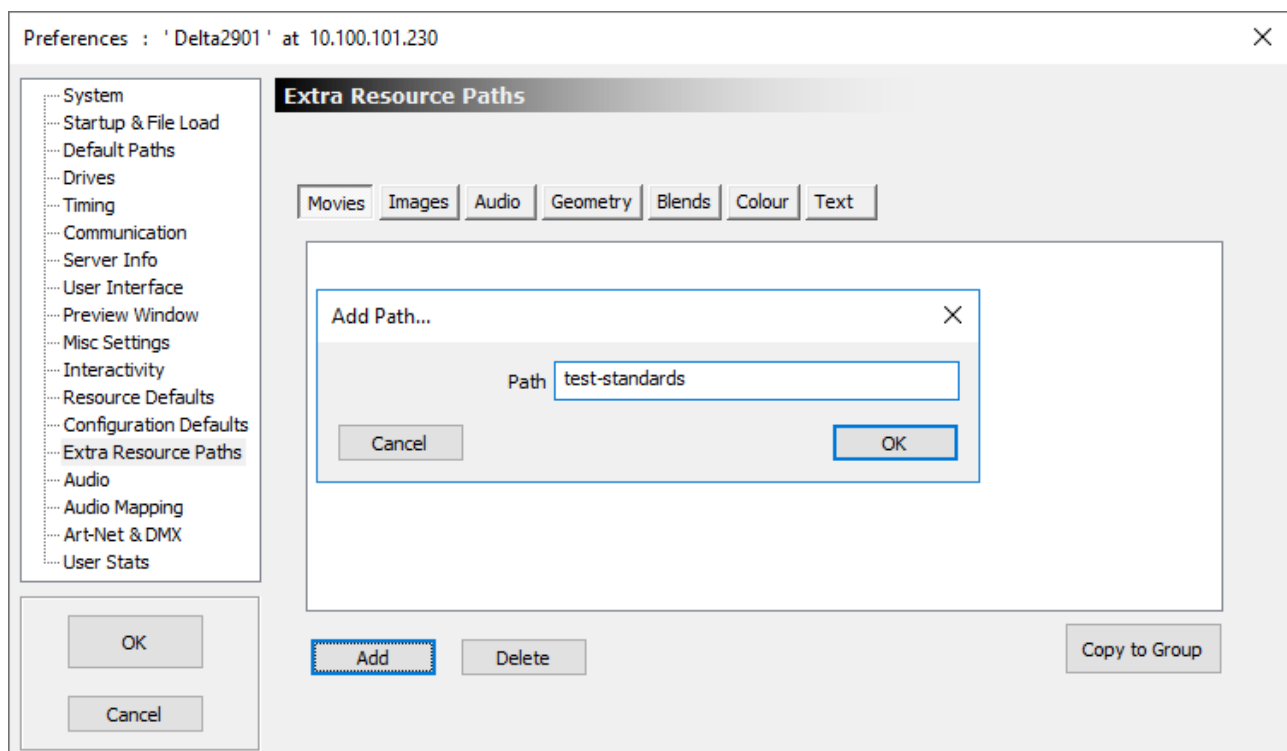 Preferences : 'Delta2901' at 10.100.101.230
System
Startup & File Load
Default Paths
Drives
Timing
Communication
Server Info
User Interface
Preview Window
Misc Settings
Interactivity
Resource Defaults
Configuration Defaults
Extra Resource Paths
Audio
Audio Mapping
Art-Net & DMX
User Stats
OK
Cancel
Extra Resource Paths
Movies Images Audio Geometry Blends Colour Text
Add Path...
Path test-standards
Cancel OK
Add Delete Copy to Group